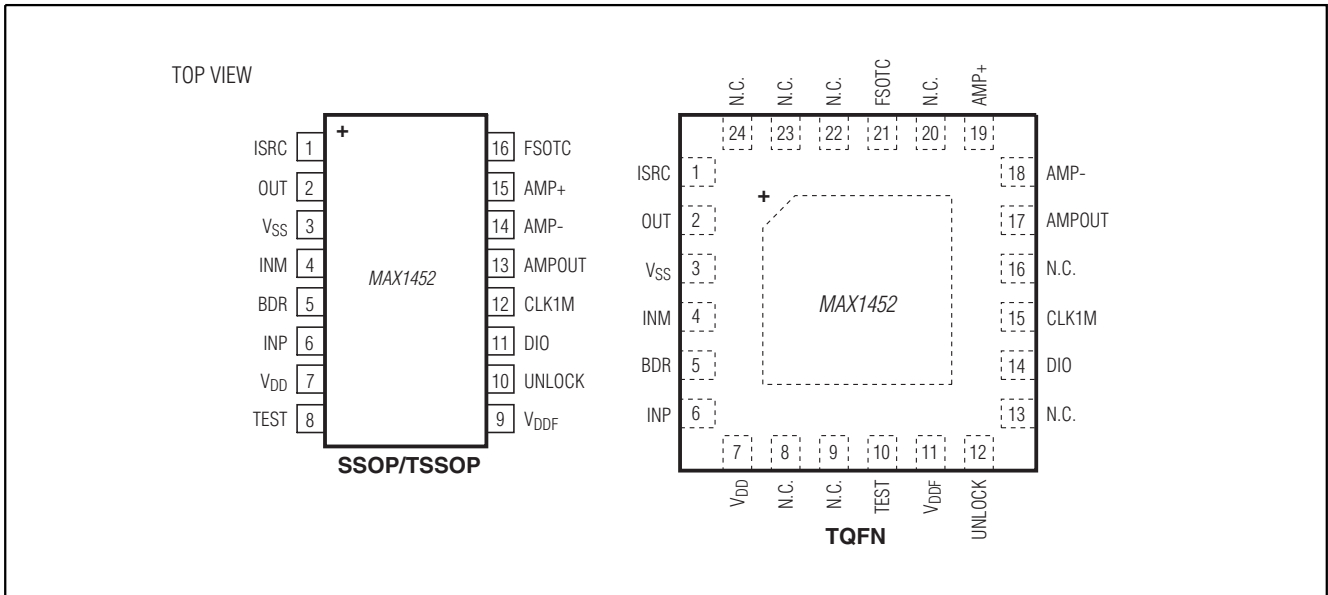 TOP VIEW
+
ISRC 1
OUT 2
VSS 3
INM 4
BDR 5
INP 6
VDD 7
TEST 8
16 FSOTC
15 AMP+
14 AMP-
13 AMPOUT
12 CLK1M
11 DIO
10 UNLOCK
9 VDDF
MAX1452
SSOP/TSSOP
N.C. N.C. N.C. FSOTC N.C. AMP+
24 23 22 21 20 19
ISRC 1
OUT 2
VSS 3
INM 4
BDR 5
INP 6
+
MAX1452
18 AMP-
17 AMPOUT
16 N.C.
15 CLK1M
14 DIO
13 N.C.
7 8 9 10 11 12
VDD N.C. N.C. TEST VDDF UNLOCK
TQFN